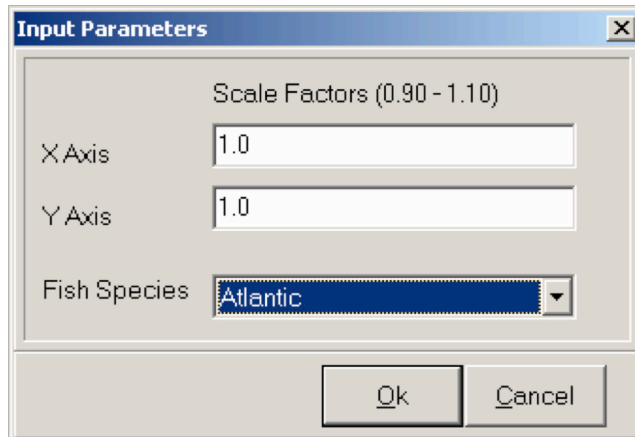 Input Parameters
Scale Factors (0.90 - 1.10)
X Axis 1.0
Y Axis 1.0
Fish Species Atlantic
Ok Cancel